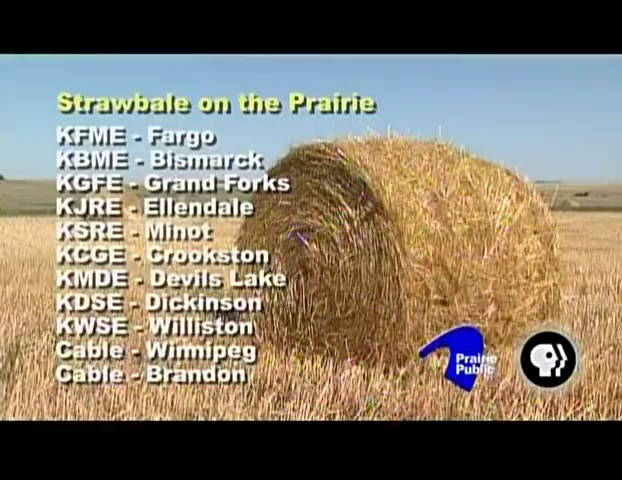 Strawbale on the Prairie
KFME - Fargo
KBME - Bismarck
KGFE - Grand Forks
KJRE - Ellendale
KSRE - Minot
KCGE - Crookston
KMDE - Devils Lake
KDSE - Dickinson
KWSE - Williston
Cable - Winnipeg
Cable - Brandon
Prairie
Public
PBS